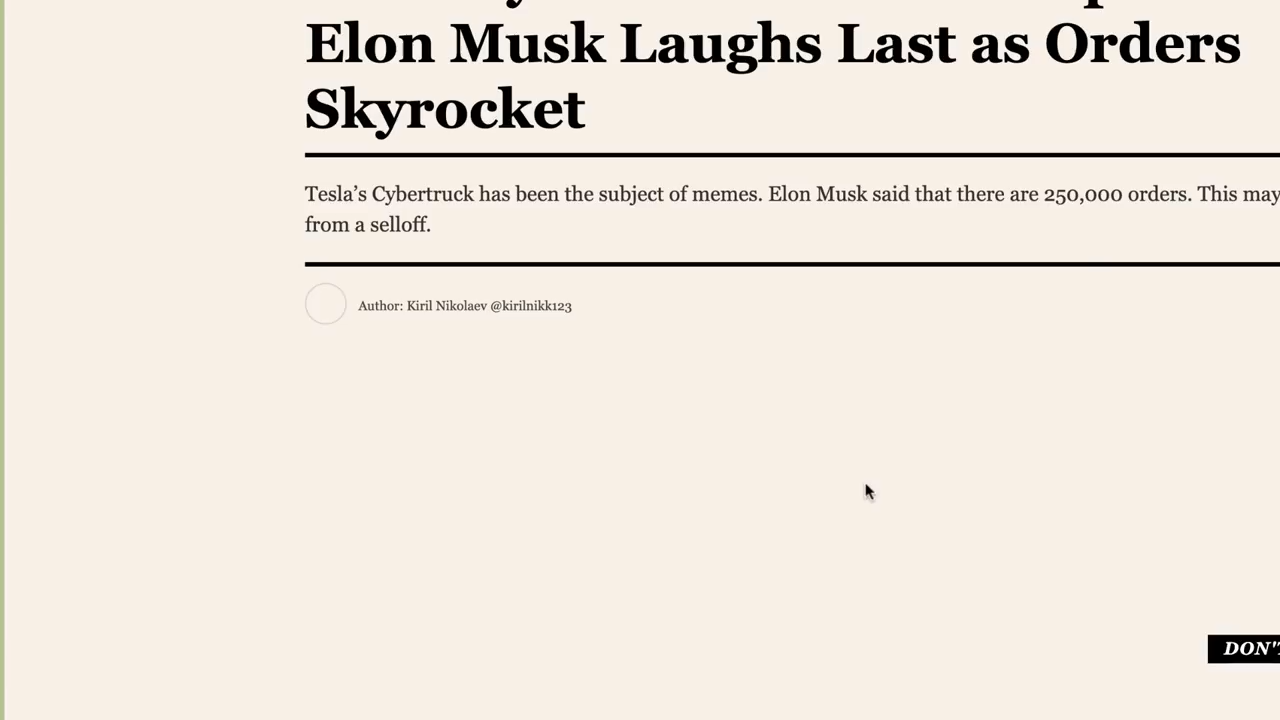 Elon Musk Laughs Last as Orders
Skyrocket
Tesla’s Cybertruck has been the subject of memes. Elon Musk said that there are 250,000 orders. This may
from a selloff.
Author: Kiril Nikolaev @kirilnikk123